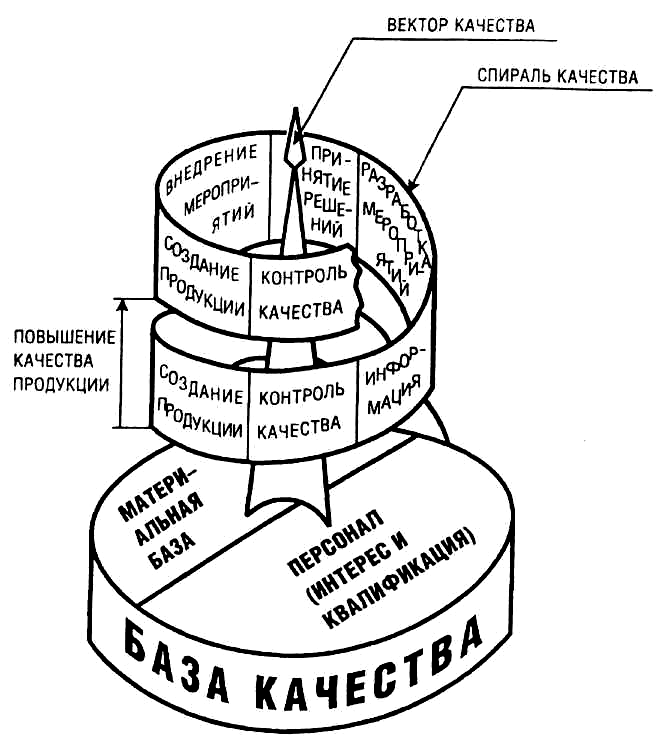 ВЕКТОР КАЧЕСТВА
СПИРАЛЬ КАЧЕСТВА
ВНЕДРЕНИЕ
МЕРОПРИ-
ЯТИЙ
ПРИ-
НЯТИЕ
РЕШЕ-
НИЙ
РАЗРАБОТКА
МЕРОПРИ-
ЯТИЙ
СОЗДАНИЕ
ПРОДУКЦИИ
КОНТРОЛЬ
КАЧЕСТВА
ПОВЫШЕНИЕ
КАЧЕСТВА
ПРОДУКЦИИ
СОЗДАНИЕ
ПРОДУКЦИИ
КОНТРОЛЬ
КАЧЕСТВА
ИНФОР-
МАЦИЯ
МАТЕРИ-
АЛЬНАЯ
БАЗА
ПЕРСОНАЛ
(ИНТЕРЕС И
КВАЛИФИКАЦИЯ)
БАЗА КАЧЕСТВА